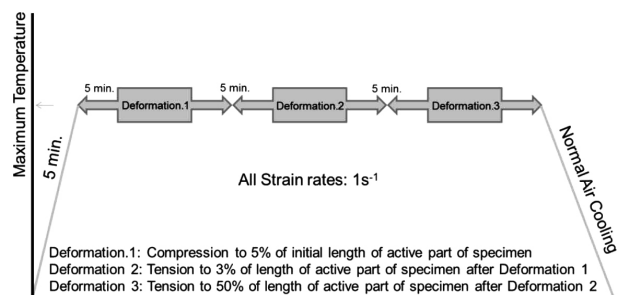 Maximum Temperature
5 min.
5 min.
5 min.
5 min.
Deformation.1
Deformation.2
Deformation.3
All Strain rates: 1s⁻¹
Normal Air Cooling
Deformation.1: Compression to 5% of initial length of active part of specimen
Deformation 2: Tension to 3% of length of active part of specimen after Deformation 1
Deformation 3: Tension to 50% of length of active part of specimen after Deformation 2